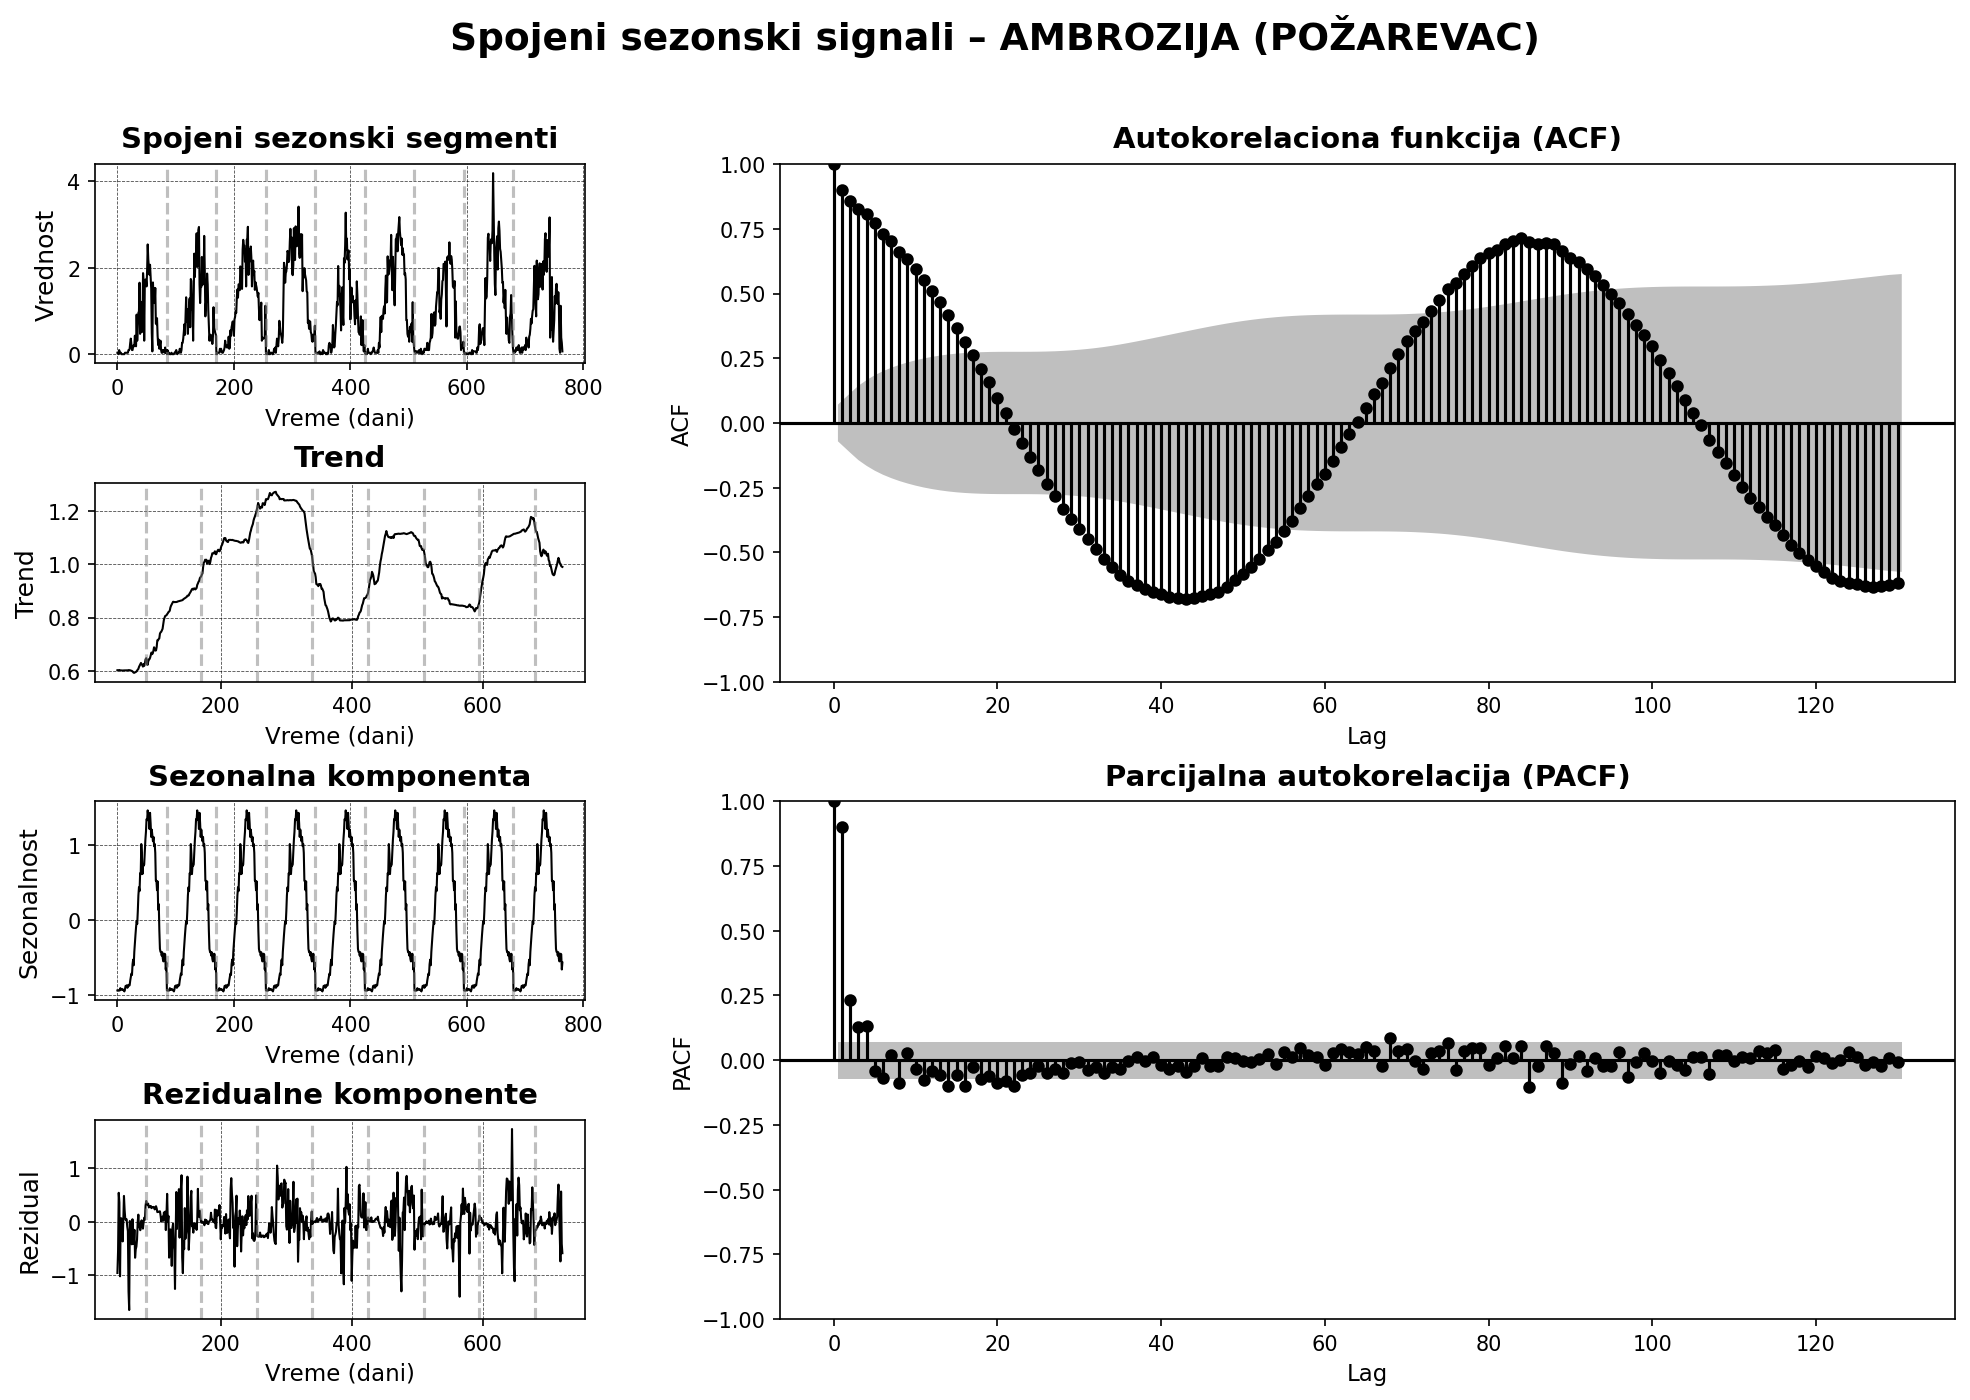 Spojeni sezonski signali – AMBROZIJA (POŽAREVAC)
Spojeni sezonski segmenti
Vrednost
4
2
0
0 200 400 600 800
Vreme (dani)
Trend
Trend
1.2
1.0
0.8
0.6
200 400 600
Vreme (dani)
Sezonalna komponenta
Sezonalnost
1
0
−1
0 200 400 600 800
Vreme (dani)
Rezidualne komponente
Rezidual
1
0
−1
200 400 600
Vreme (dani)
Autokorelaciona funkcija (ACF)
ACF
1.00
0.75
0.50
0.25
0.00
−0.25
−0.50
−0.75
−1.00
0 20 40 60 80 100 120
Lag
Parcijalna autokorelacija (PACF)
PACF
1.00
0.75
0.50
0.25
0.00
−0.25
−0.50
−0.75
−1.00
0 20 40 60 80 100 120
Lag